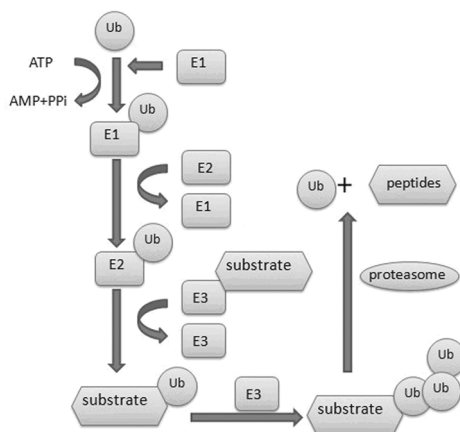 Ub
ATP
E1
AMP+PPi
Ub
E1
E2
E1
Ub + peptides
Ub
E2
substrate
proteasome
E3
E3
Ub
substrate
E3
Ub
Ub
Ub
substrate